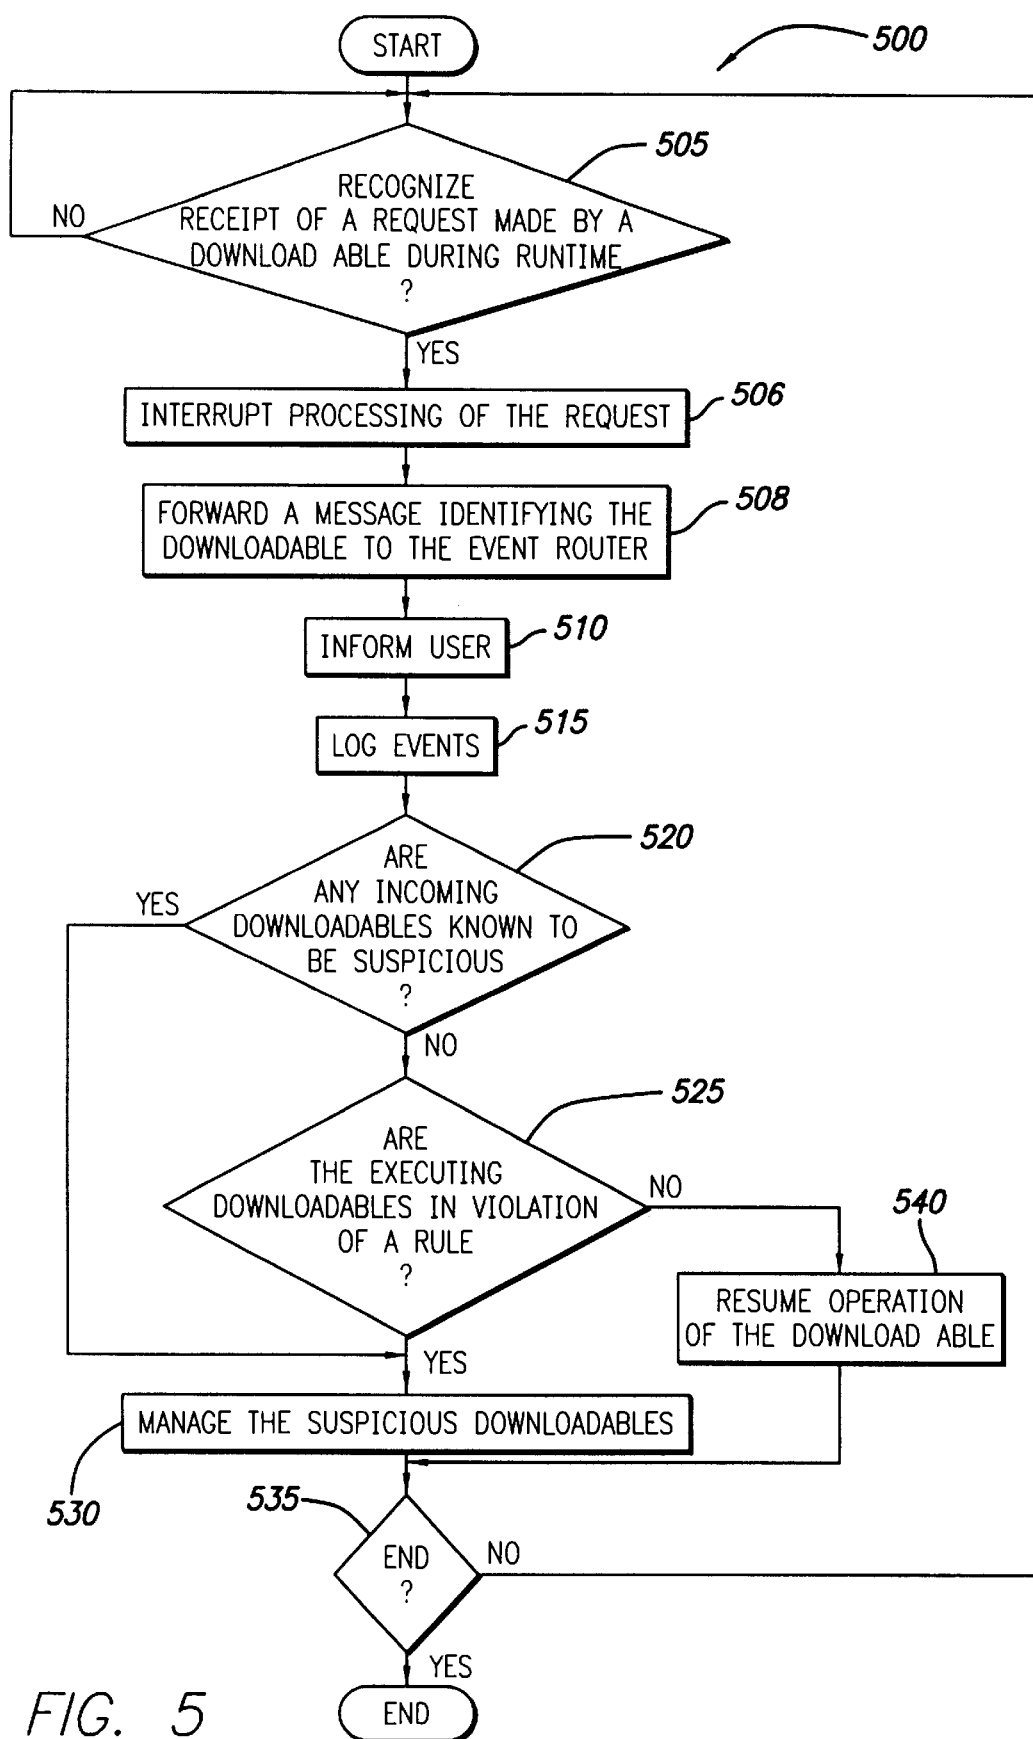 START
500
505
RECOGNIZE
RECEIPT OF A REQUEST MADE BY A
DOWNLOAD ABLE DURING RUNTIME
?
NO
YES
INTERRUPT PROCESSING OF THE REQUEST
506
FORWARD A MESSAGE IDENTIFYING THE
DOWNLOADABLE TO THE EVENT ROUTER
508
INFORM USER
510
LOG EVENTS
515
520
ARE
ANY INCOMING
DOWNLOADABLES KNOWN TO
BE SUSPICIOUS
?
YES
NO
525
ARE
THE EXECUTING
DOWNLOADABLES IN VIOLATION
OF A RULE
?
NO
540
RESUME OPERATION
OF THE DOWNLOAD ABLE
YES
MANAGE THE SUSPICIOUS DOWNLOADABLES
530
535
END
?
NO
YES
END
FIG. 5